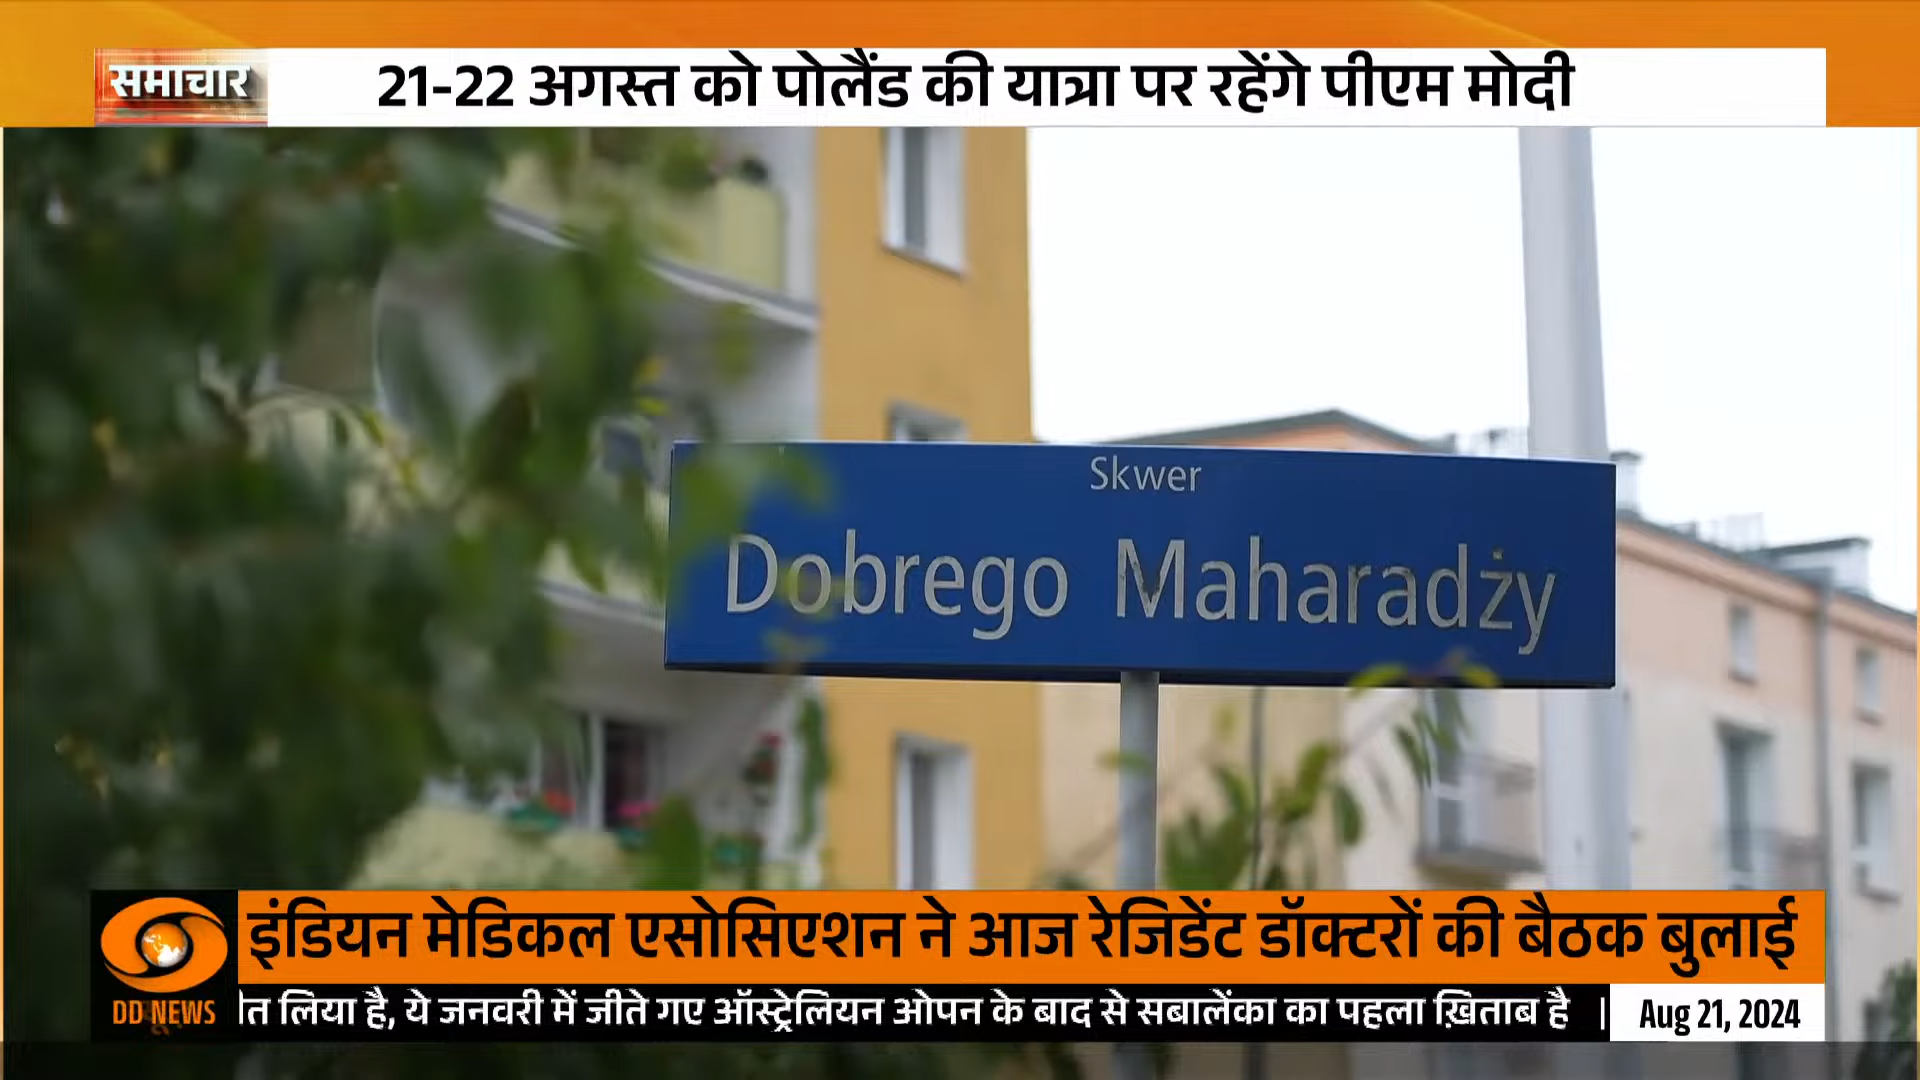 समाचार
21-22 अगस्त को पोलैंड की यात्रा पर रहेंगे पीएम मोदी
Skwer
Dobrego Maharadży
इंडियन मेडिकल एसोसिएशन ने आज रेजिडेंट डॉक्टरों की बैठक बुलाई
DD NEWS
लिया है, ये जनवरी में जीते गए ऑस्ट्रेलियन ओपन के बाद से सबालेंका का पहला ख़िताब है |
Aug 21, 2024